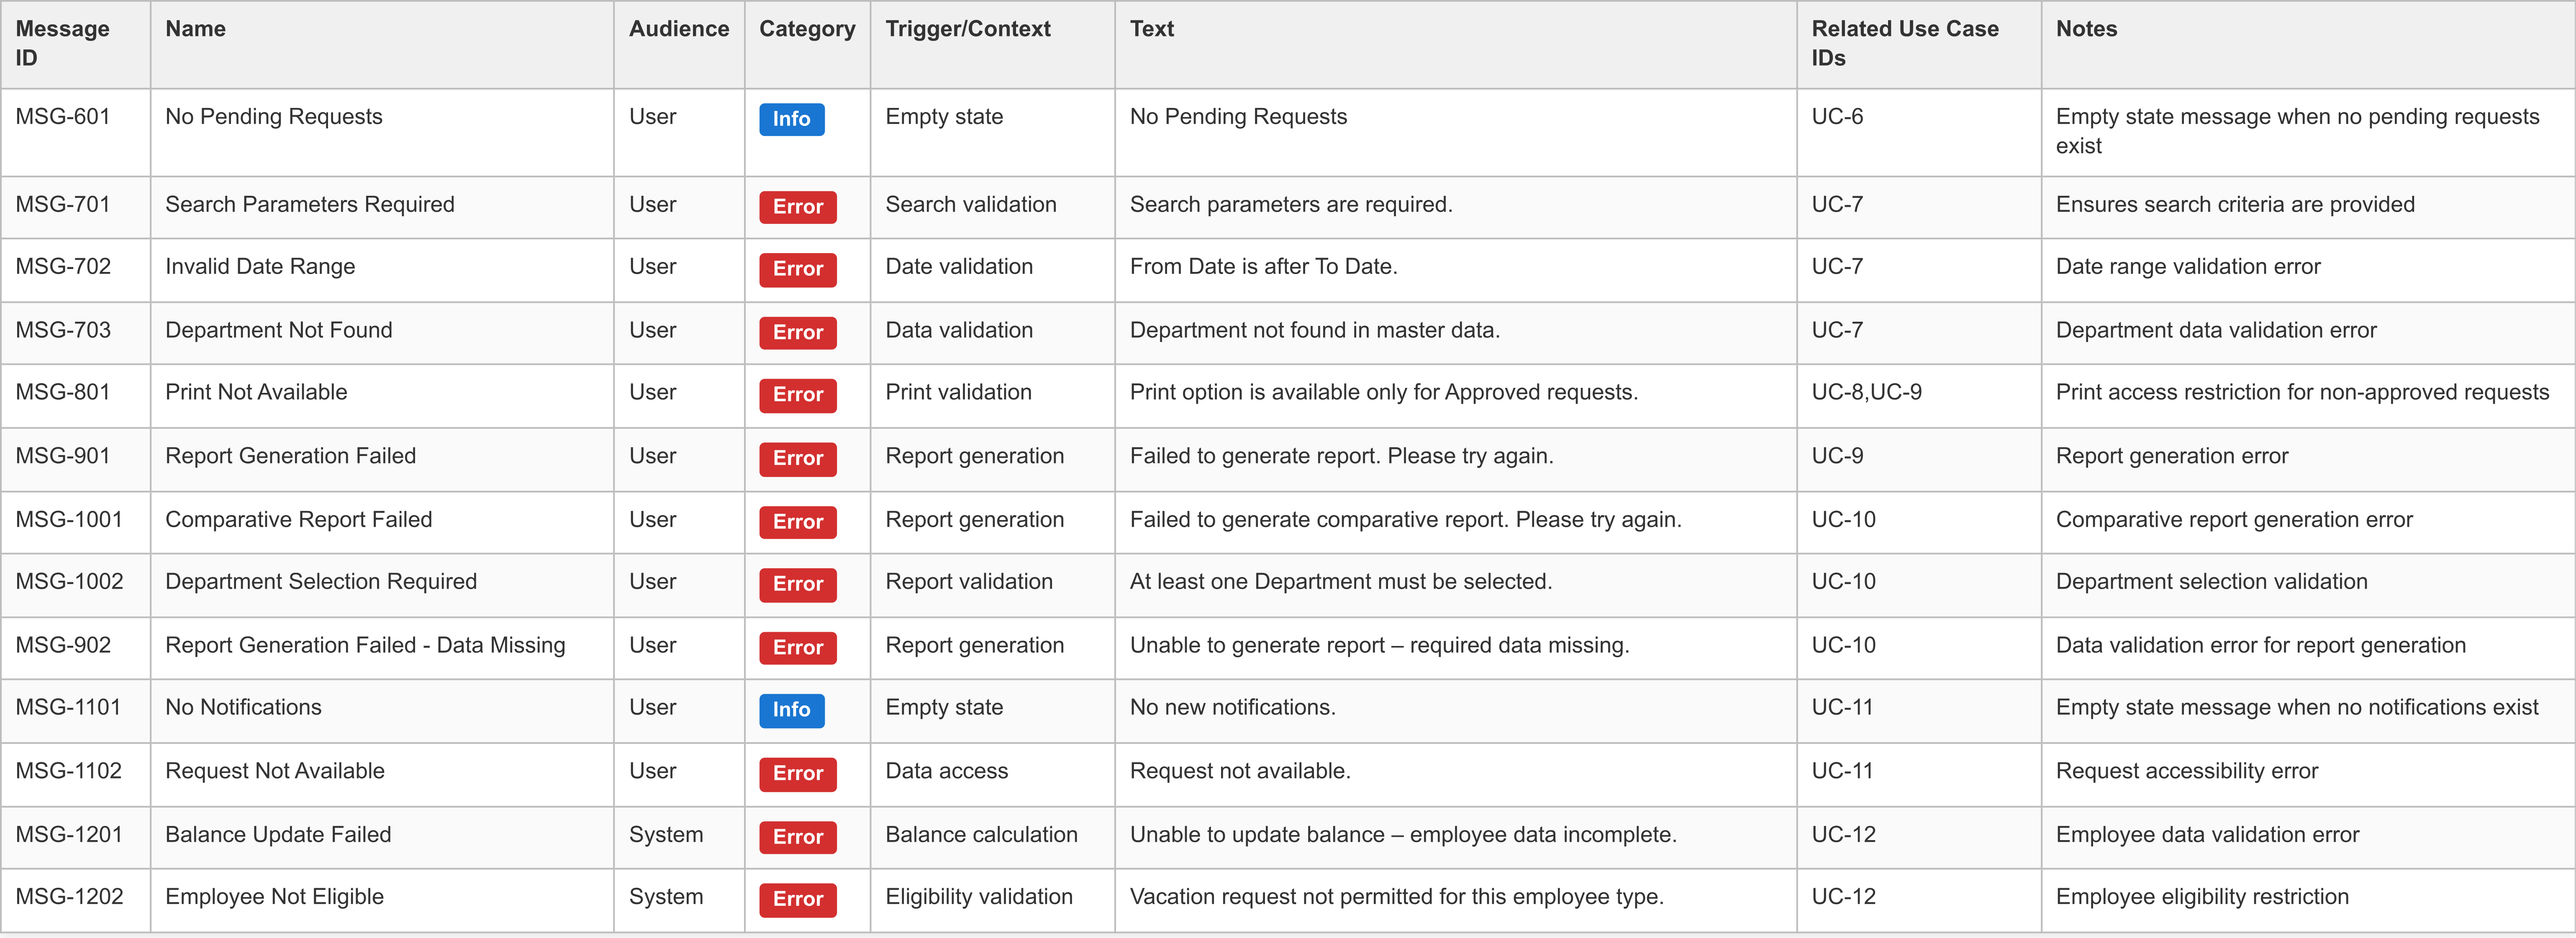 Message ID | Name | Audience | Category | Trigger/Context | Text | Related Use Case IDs | Notes
MSG-601 | No Pending Requests | User | Info | Empty state | No Pending Requests | UC-6 | Empty state message when no pending requests exist
MSG-701 | Search Parameters Required | User | Error | Search validation | Search parameters are required. | UC-7 | Ensures search criteria are provided
MSG-702 | Invalid Date Range | User | Error | Date validation | From Date is after To Date. | UC-7 | Date range validation error
MSG-703 | Department Not Found | User | Error | Data validation | Department not found in master data. | UC-7 | Department data validation error
MSG-801 | Print Not Available | User | Error | Print validation | Print option is available only for Approved requests. | UC-8,UC-9 | Print access restriction for non-approved requests
MSG-901 | Report Generation Failed | User | Error | Report generation | Failed to generate report. Please try again. | UC-9 | Report generation error
MSG-1001 | Comparative Report Failed | User | Error | Report generation | Failed to generate comparative report. Please try again. | UC-10 | Comparative report generation error
MSG-1002 | Department Selection Required | User | Error | Report validation | At least one Department must be selected. | UC-10 | Department selection validation
MSG-902 | Report Generation Failed - Data Missing | User | Error | Report generation | Unable to generate report – required data missing. | UC-10 | Data validation error for report generation
MSG-1101 | No Notifications | User | Info | Empty state | No new notifications. | UC-11 | Empty state message when no notifications exist
MSG-1102 | Request Not Available | User | Error | Data access | Request not available. | UC-11 | Request accessibility error
MSG-1201 | Balance Update Failed | System | Error | Balance calculation | Unable to update balance – employee data incomplete. | UC-12 | Employee data validation error
MSG-1202 | Employee Not Eligible | System | Error | Eligibility validation | Vacation request not permitted for this employee type. | UC-12 | Employee eligibility restriction